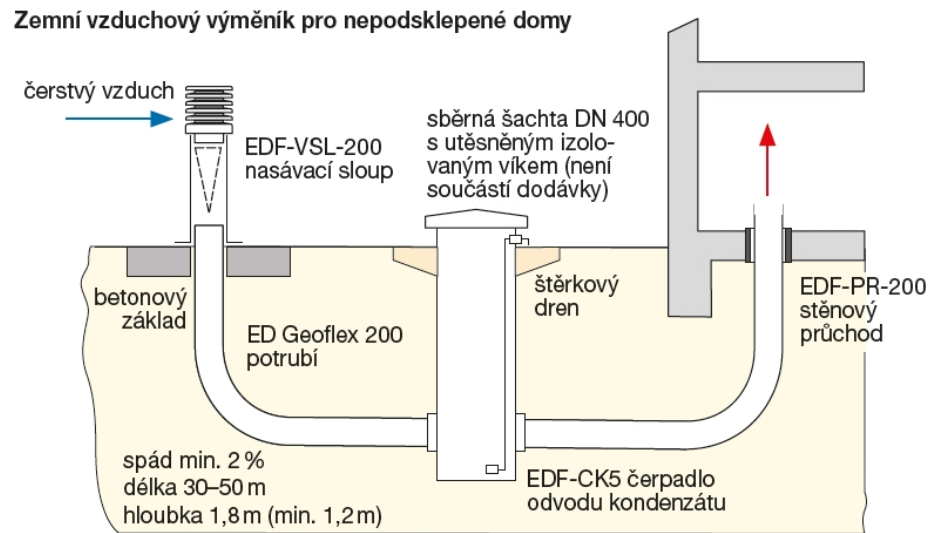 Zemní vzduchový výměník pro nepodsklepené domy
čerstvý vzduch
EDF-VSL-200
nasávací sloup
sběrná šachta DN 400
s utěsněným izolo-
vaným víkem (není
součástí dodávky)
betonový
základ
ED Geoflex 200
potrubí
štěrkový
dren
EDF-PR-200
stěnový
průchod
spád min. 2 %
délka 30–50 m
hloubka 1,8 m (min. 1,2 m)
EDF-CK5 čerpadlo
odvodu kondenzátu